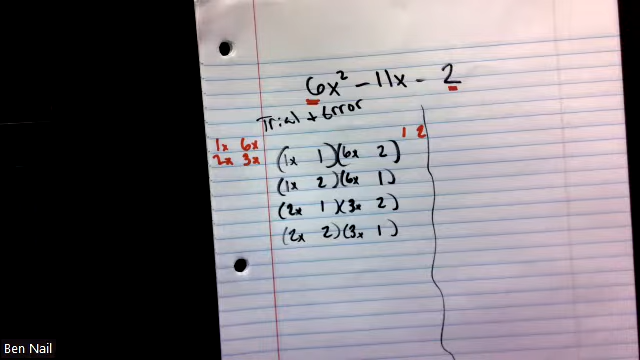 6x² - 11x - 2
Trial + Error
1 2
1x 6x
2x 3x
(1x 1)(6x 2)
(1x 2)(6x 1)
(2x 1)(3x 2)
(2x 2)(3x 1)
Ben Nail